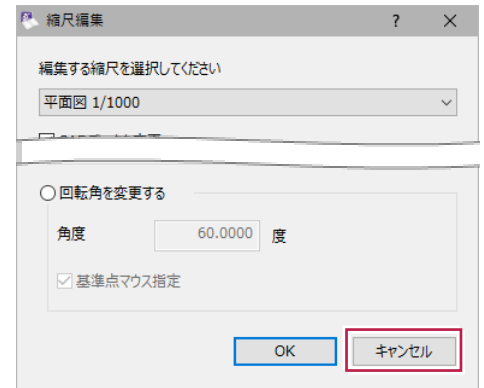 縮尺編集
編集する縮尺を選択してください
平面図 1/1000
回転角を変更する
角度 60.0000 度
基準点マウス指定
OK キャンセル